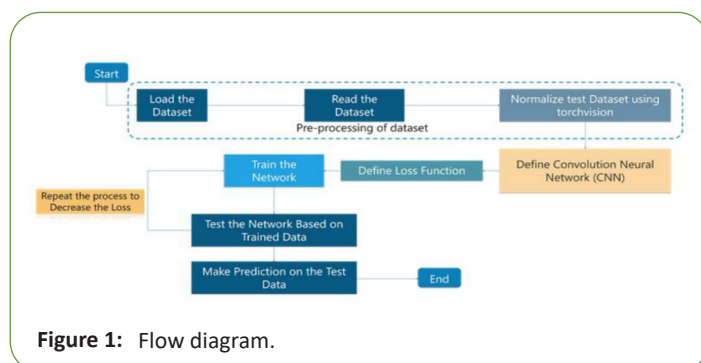 Start
Load the
Dataset
Read the
Dataset
Normalize test Dataset using
torchvision
Pre-processing of dataset
Define Convolution Neural
Network (CNN)
Define Loss Function
Train the
Network
Repeat the process to
Decrease the Loss
Test the Network Based on
Trained Data
Make Prediction on the Test
Data
End
Figure 1: Flow diagram.